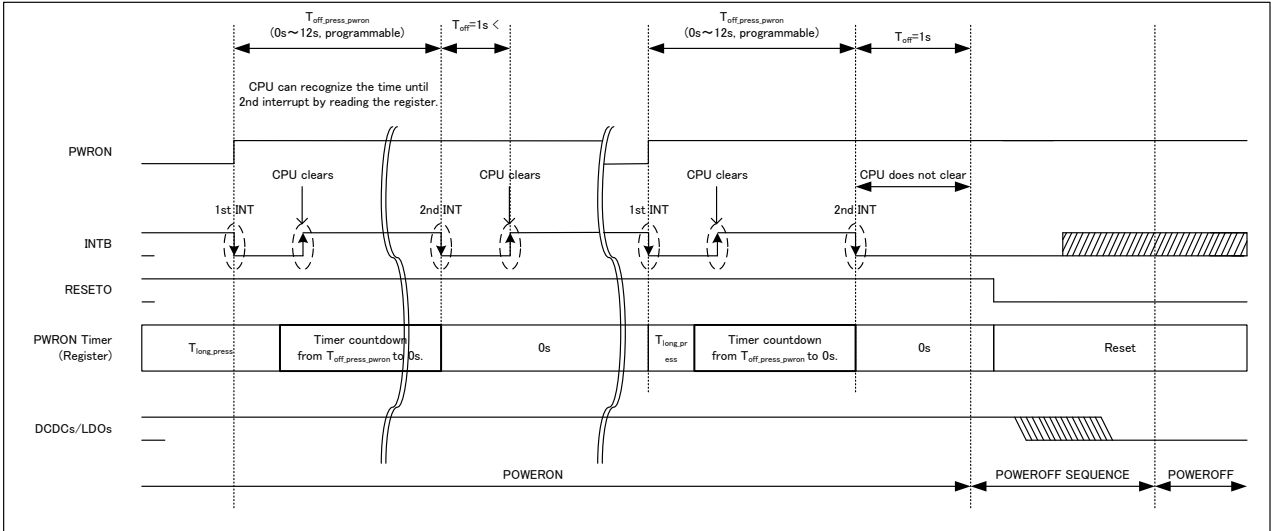 Toff_press_pwron
(0s～12s, programmable)
Toff=1s <
Toff_press_pwron
(0s～12s, programmable)
Toff=1s
CPU can recognize the time until
2nd interrupt by reading the register.
PWRON
CPU clears
CPU clears
CPU clears
CPU does not clear
1st INT
2nd INT
1st INT
2nd INT
INTB
RESETO
PWRON Timer
(Register)
Tlong_press
Timer countdown
from Toff_press_pwron to 0s.
0s
Tlong_pr
ess
Timer countdown
from Toff_press_pwron to 0s.
0s
Reset
DCDCs/LDOs
POWERON
POWEROFF SEQUENCE
POWEROFF